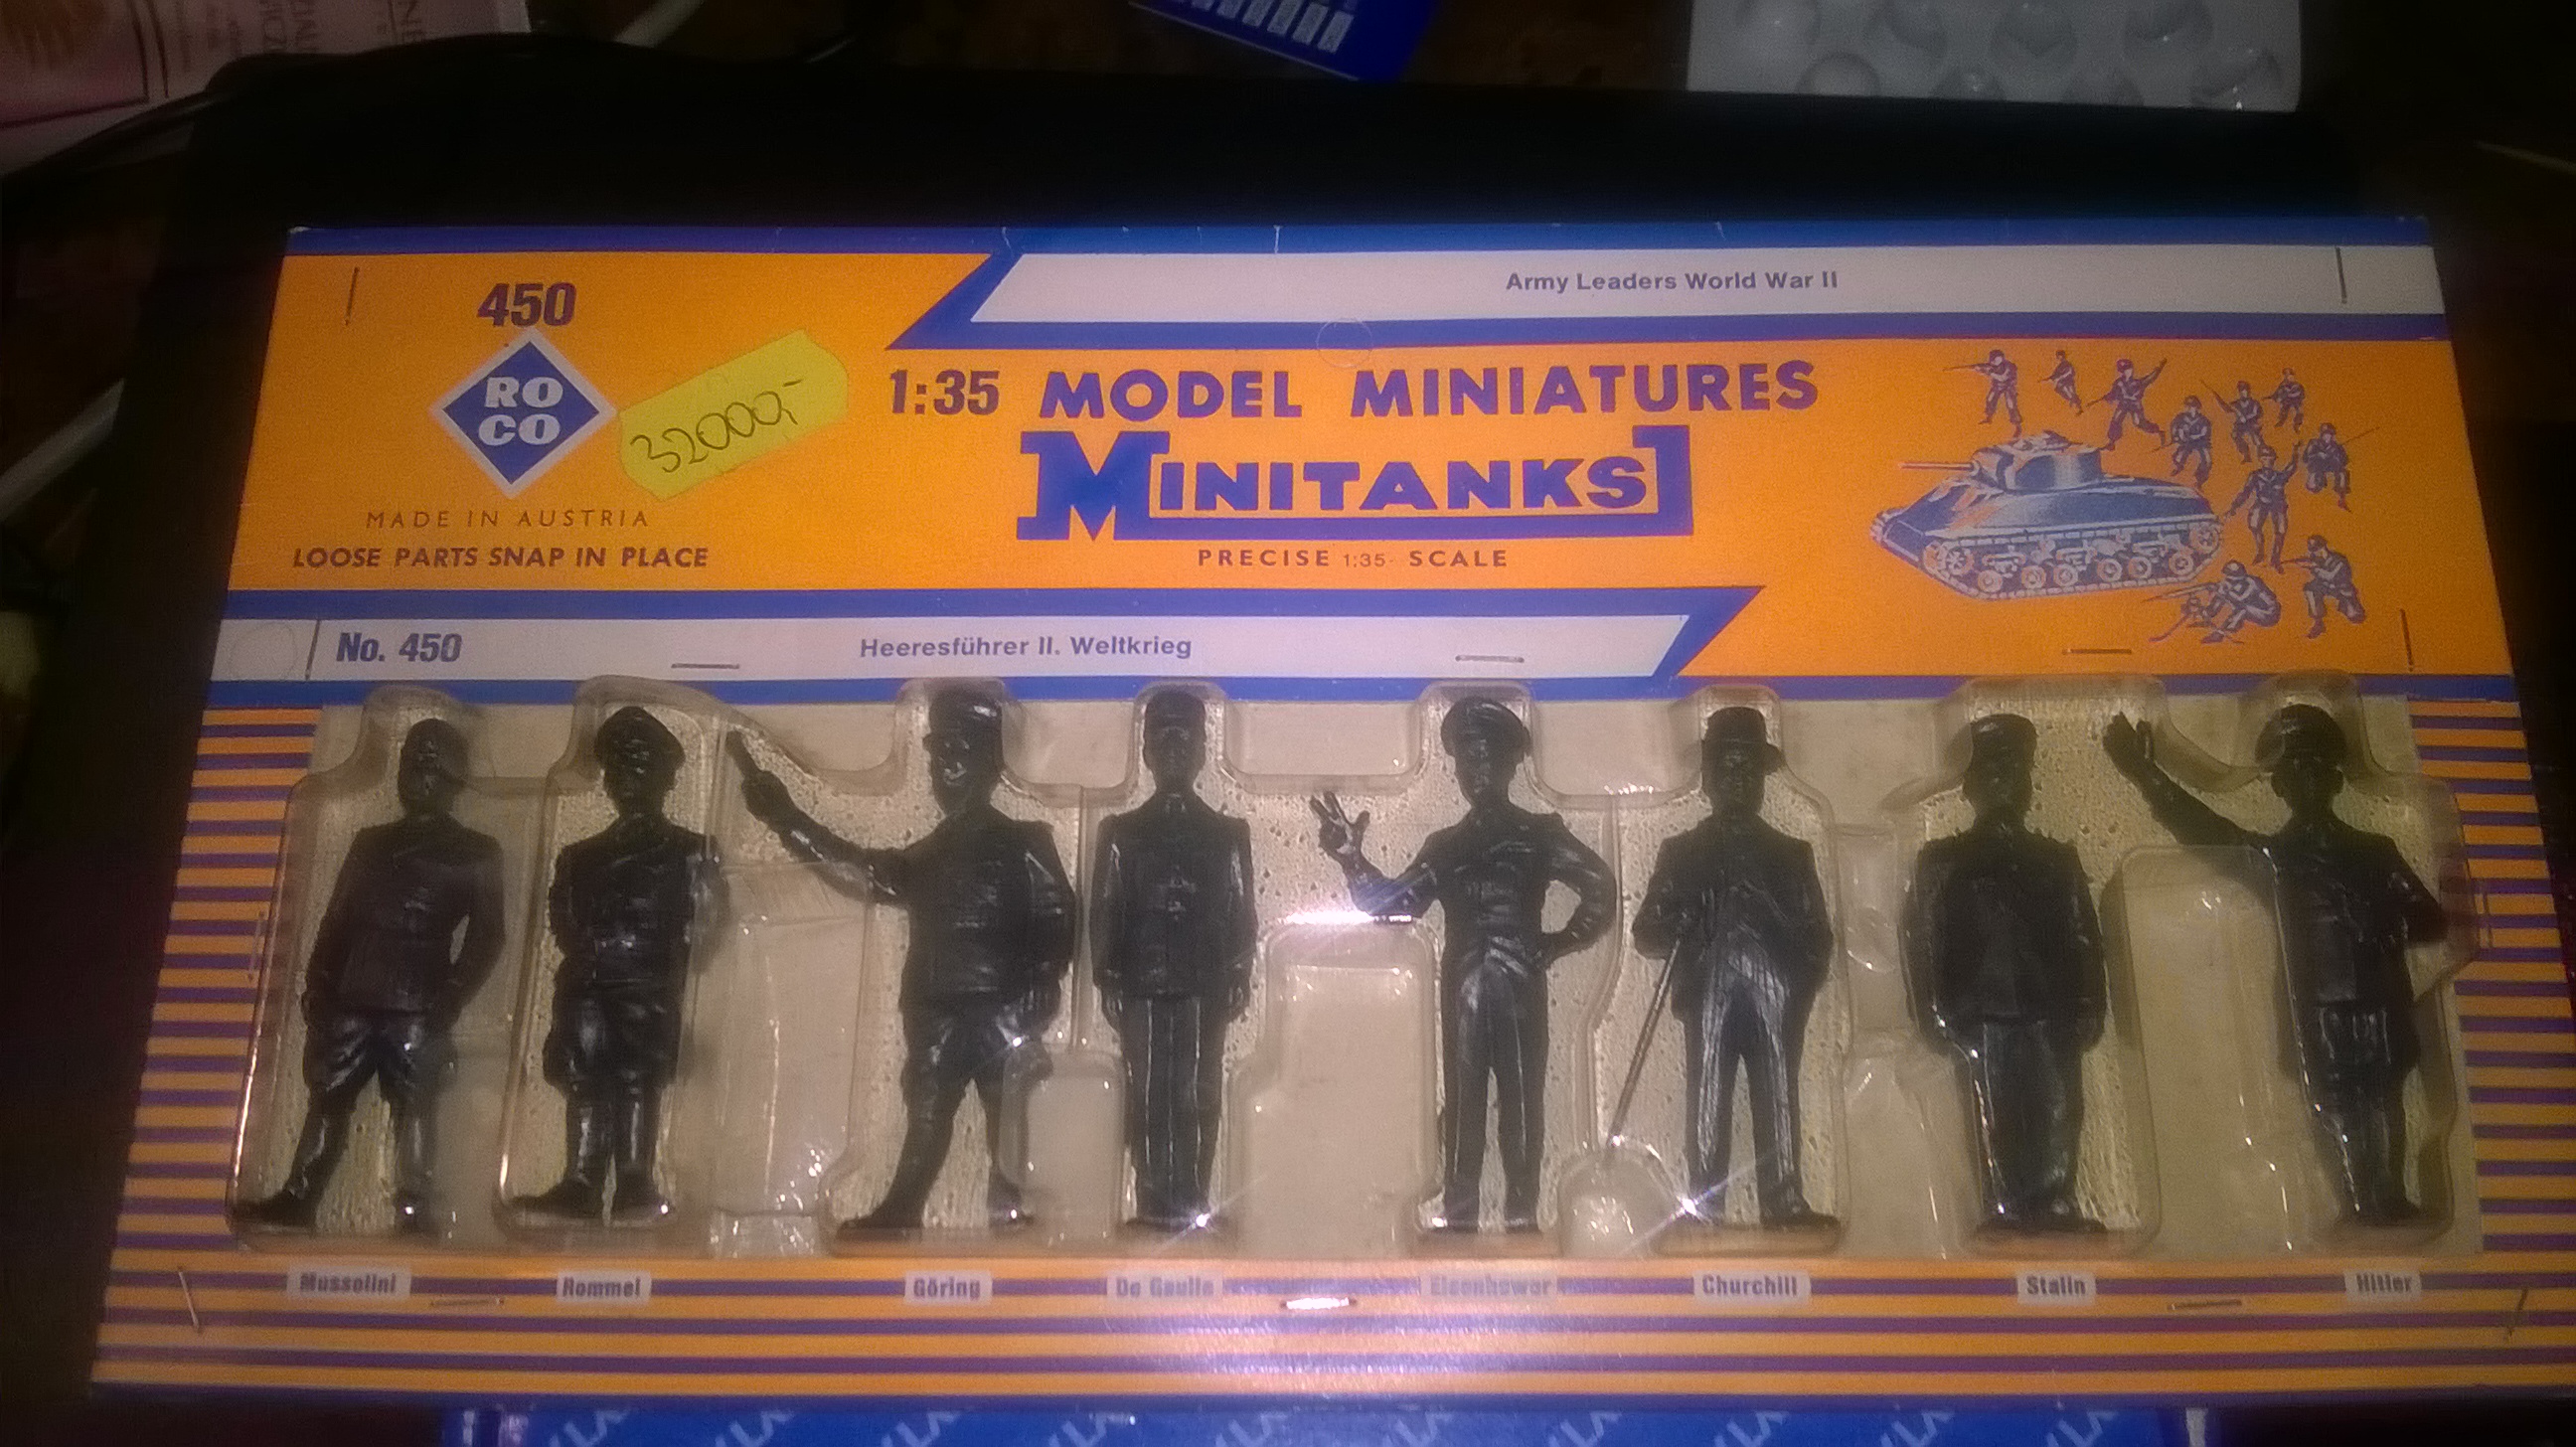 Army Leaders World War II
450
RO
CO
32000,-
1:35 MODEL MINIATURES
MINITANKS
MADE IN AUSTRIA
LOOSE PARTS SNAP IN PLACE
PRECISE 1:35- SCALE
No. 450
Heeresführer II. Weltkrieg
Mussolini Rommel Göring De Gaulle Eisenhower Churchill Stalin Hitler